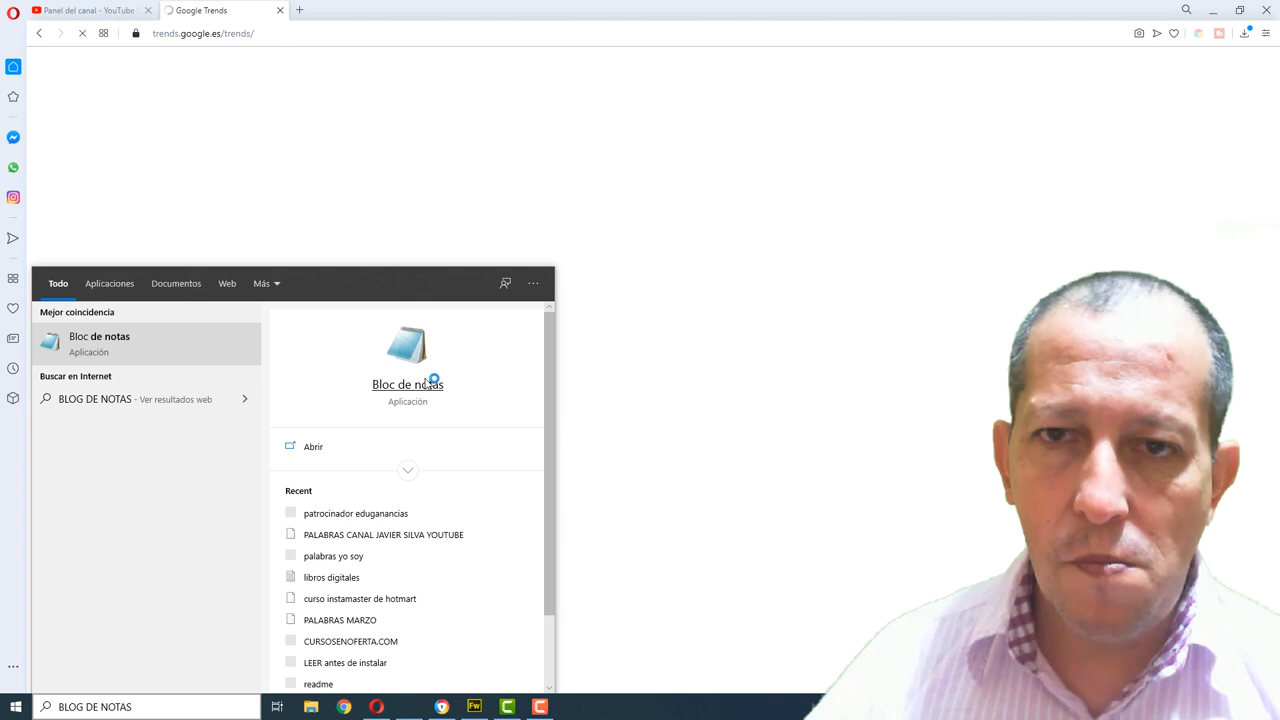 Panel del canal - YouTube
Google Trends
trends.google.es/trends/
Todo
Aplicaciones
Documentos
Web
Más
Mejor coincidencia
Bloc de notas
Aplicación
Buscar en Internet
BLOG DE NOTAS - Ver resultados web
Bloc de notas
Aplicación
Abrir
Recent
patrocinador eduganancias
PALABRAS CANAL JAVIER SILVA YOUTUBE
palabras yo soy
libros digitales
curso instamaster de hotmart
PALABRAS MARZO
CURSOSENOFERTA.COM
LEER antes de instalar
readme
BLOG DE NOTAS
Fw